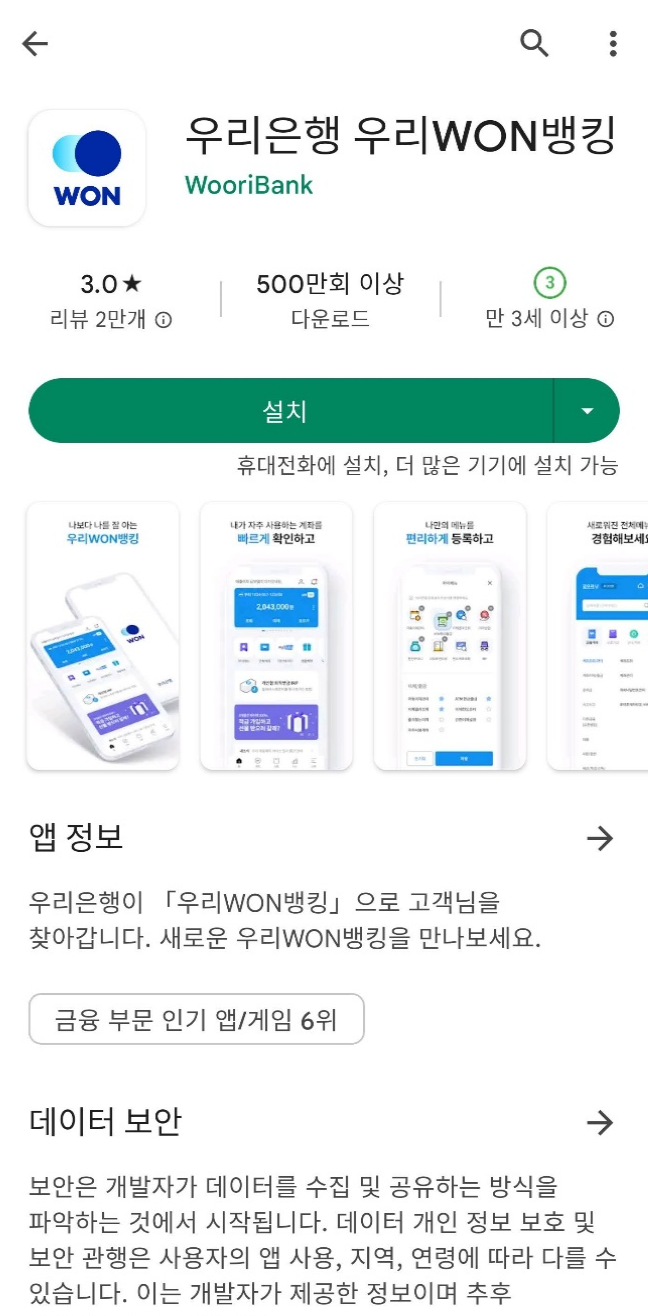 WON
우리은행 우리WON뱅킹
WooriBank
3.0★
리뷰 2만개
500만회 이상
다운로드
3
만 3세 이상
설치
휴대전화에 설치, 더 많은 기기에 설치 가능
나보다 나를 잘 아는
우리WON뱅킹
WON
내가 자주 사용하는 계좌를
빠르게 확인하고
2,843,000원
나만의 메뉴를
편리하게 등록하고
새로워진 전체메뉴
경험해보세요
앱 정보
우리은행이 「우리WON뱅킹」으로 고객님을
찾아갑니다. 새로운 우리WON뱅킹을 만나보세요.
금융 부문 인기 앱/게임 6위
데이터 보안
보안은 개발자가 데이터를 수집 및 공유하는 방식을
파악하는 것에서 시작됩니다. 데이터 개인 정보 보호 및
보안 관행은 사용자의 앱 사용, 지역, 연령에 따라 다를 수
있습니다. 이는 개발자가 제공한 정보이며 추후